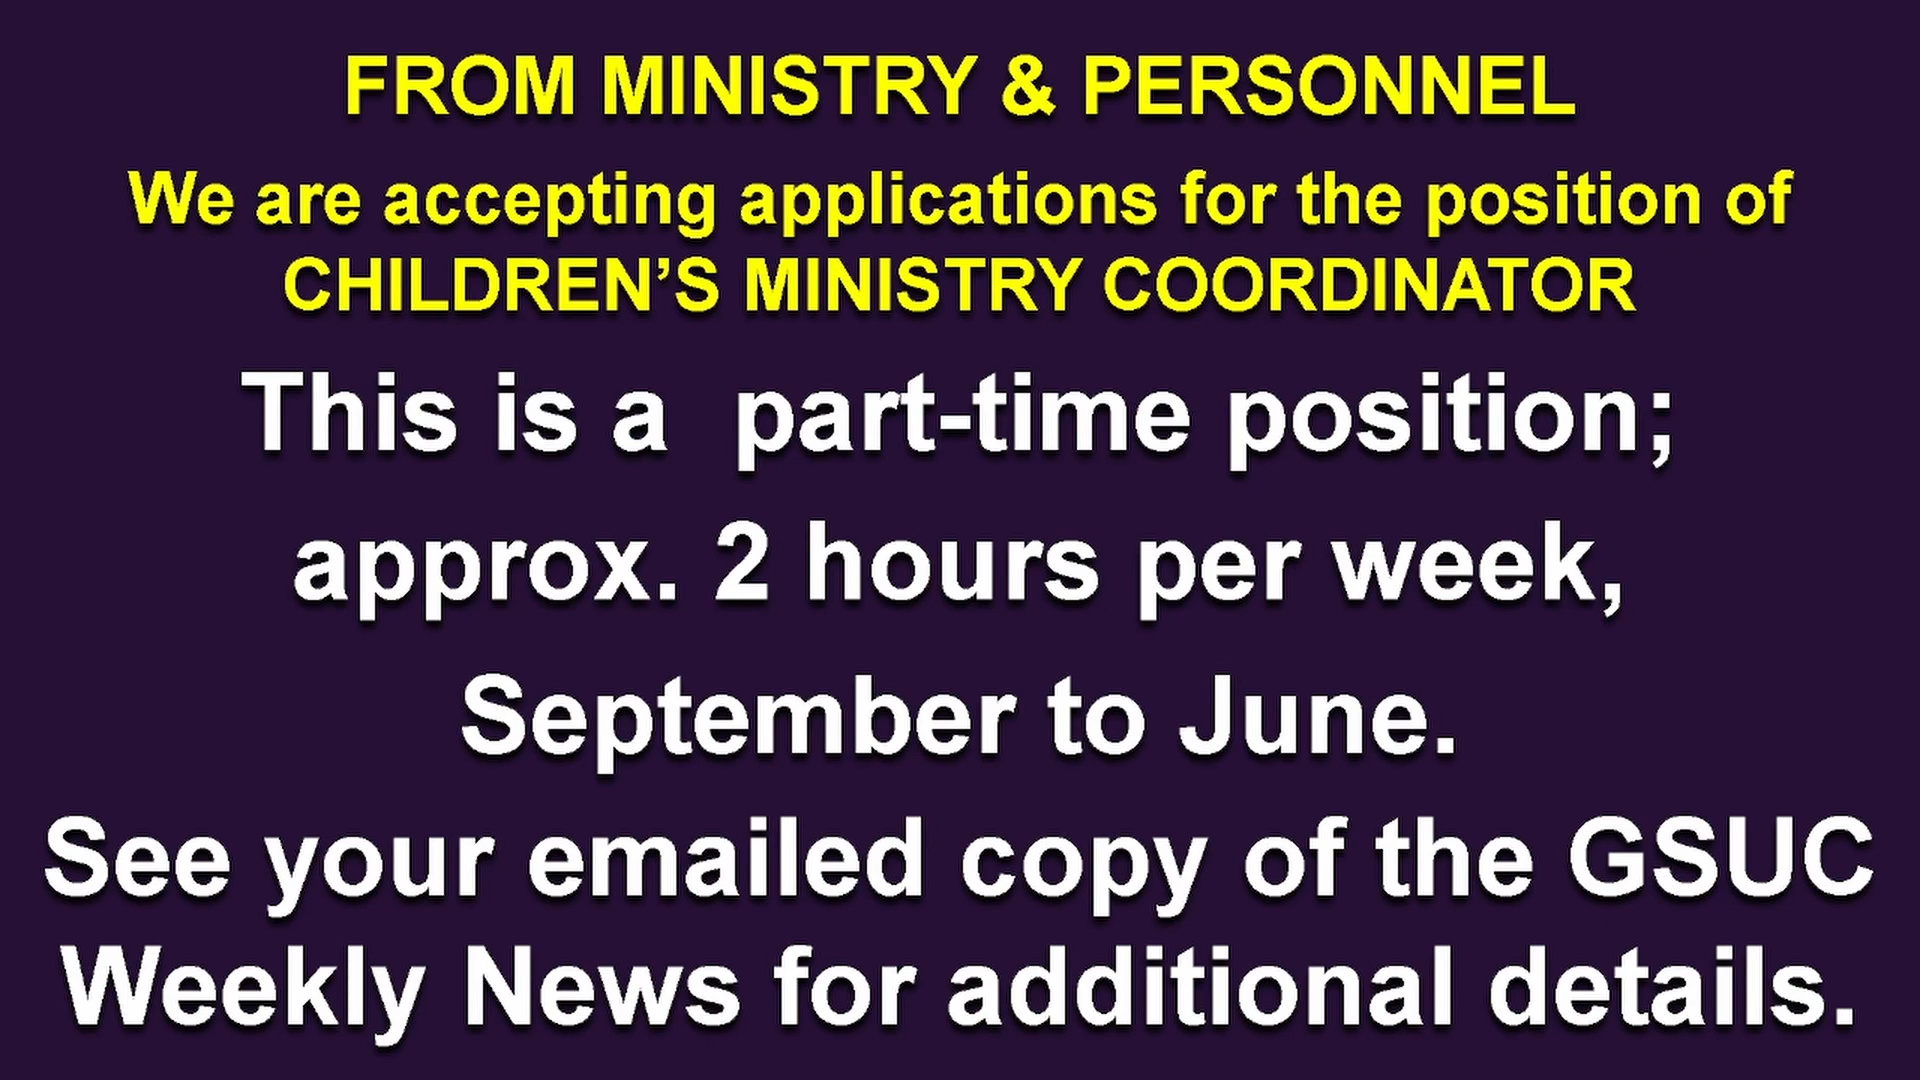 FROM MINISTRY & PERSONNEL
We are accepting applications for the position of
CHILDREN’S MINISTRY COORDINATOR
This is a  part-time position;
approx. 2 hours per week,
September to June.
See your emailed copy of the GSUC
Weekly News for additional details.